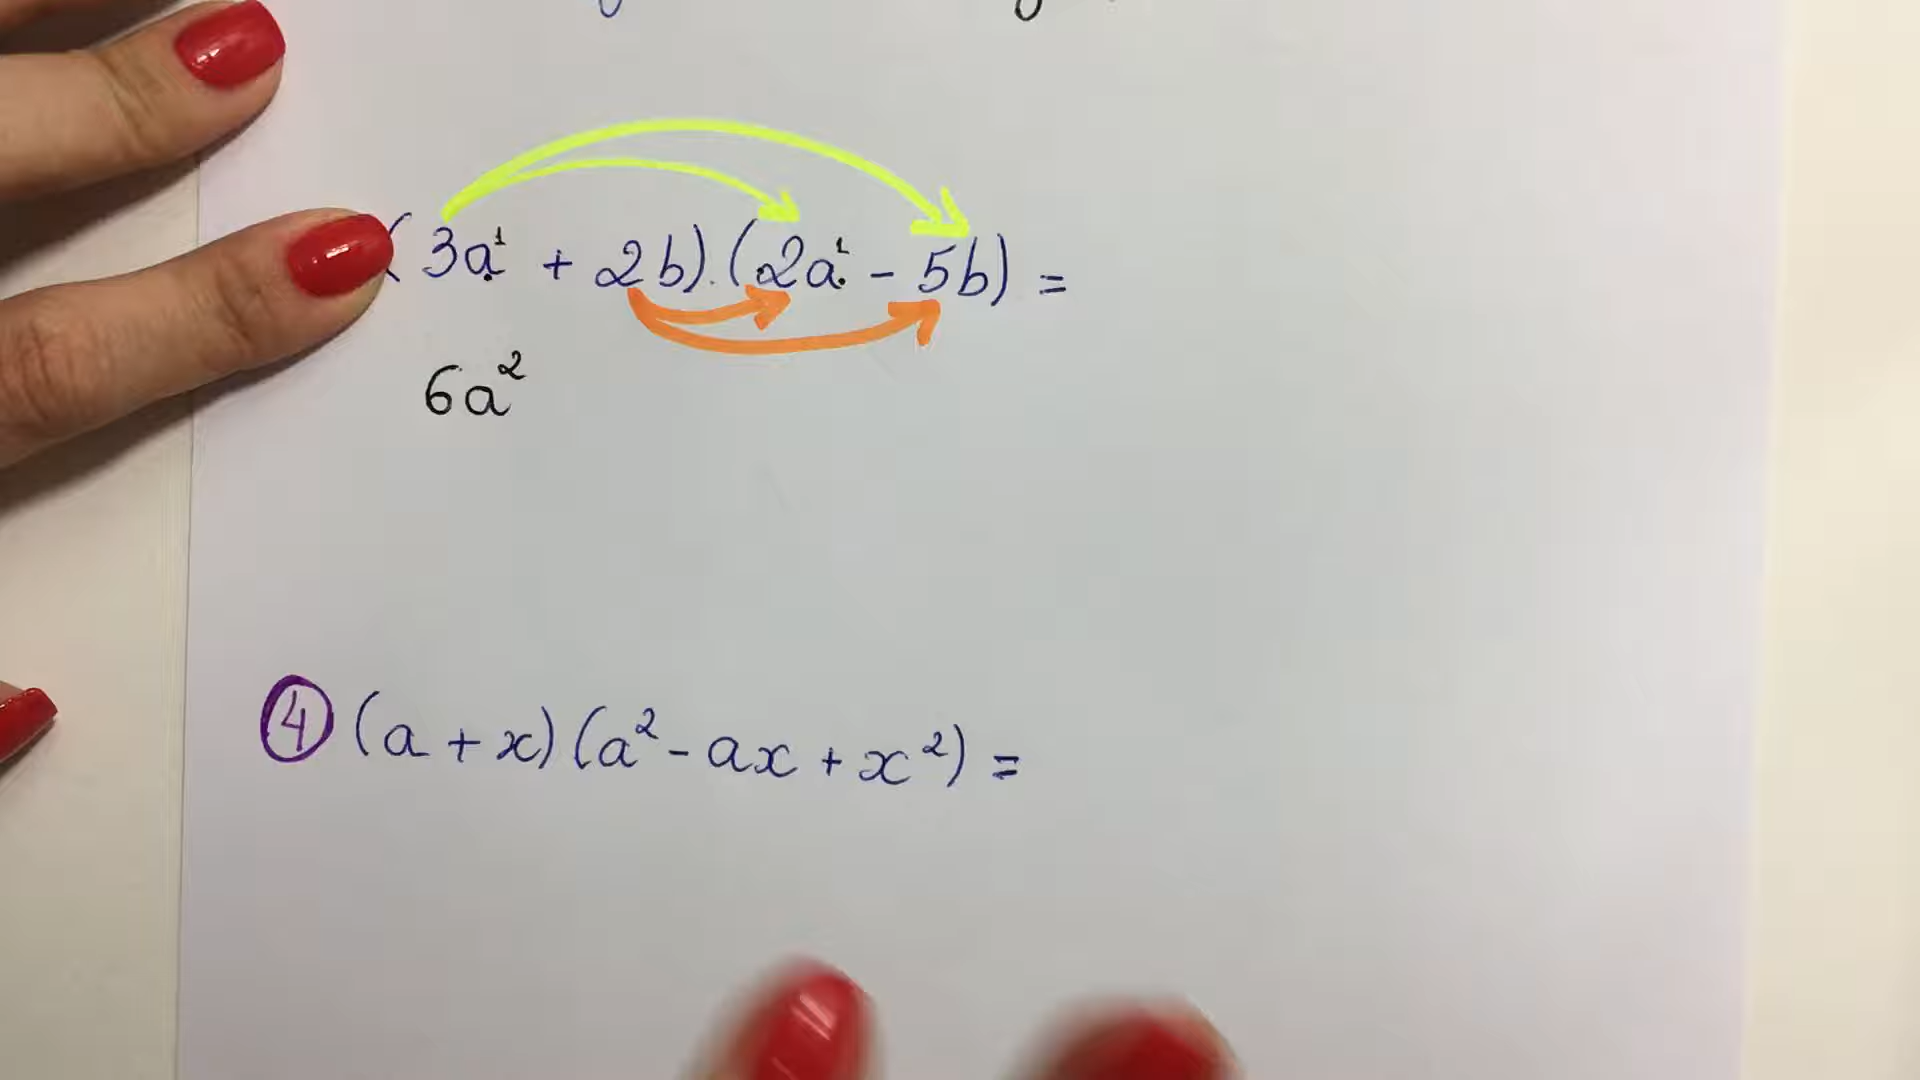 (3a¹ + 2b).(2a¹ - 5b) =
6a²
4 (a + x)(a² - ax + x²) =